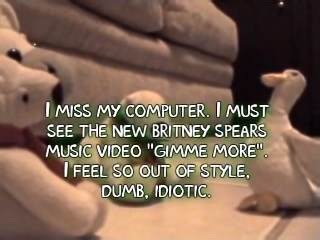 I MISS MY COMPUTER. I MUST
SEE THE NEW BRITNEY SPEARS
MUSIC VIDEO "GIMME MORE".
I FEEL SO OUT OF STYLE,
DUMB, IDIOTIC.